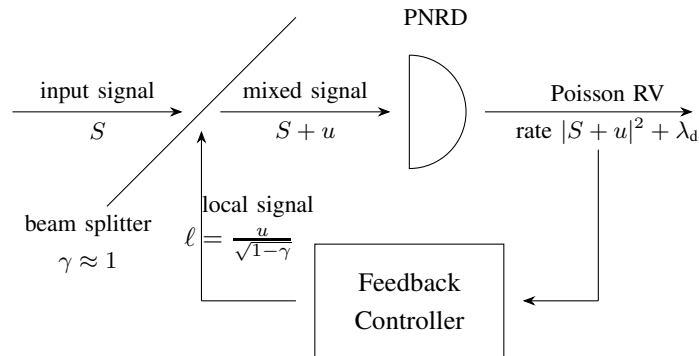 PNRD
input signal
S
mixed signal
S + u
Poisson RV
rate |S + u|² + λ_d
beam splitter
γ ≈ 1
local signal
ℓ = u/√(1−γ)
Feedback
Controller